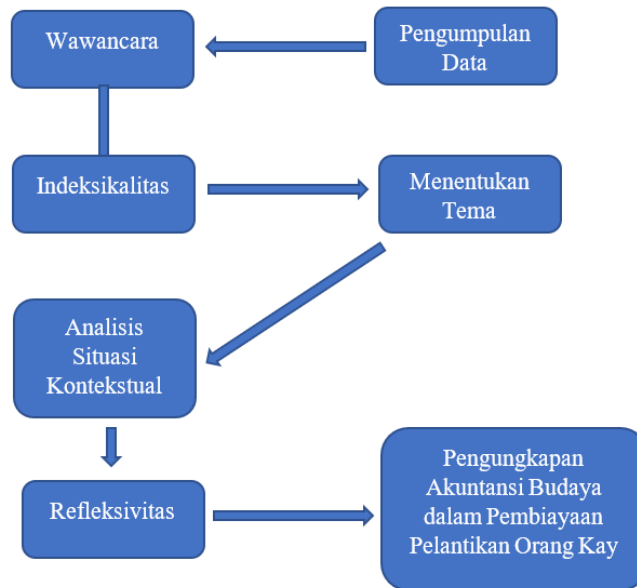 Wawancara
Pengumpulan
Data
Indeksikalitas
Menentukan
Tema
Analisis
Situasi
Kontekstual
Refleksivitas
Pengungkapan
Akuntansi Budaya
dalam Pembiayaan
Pelantikan Orang Kay